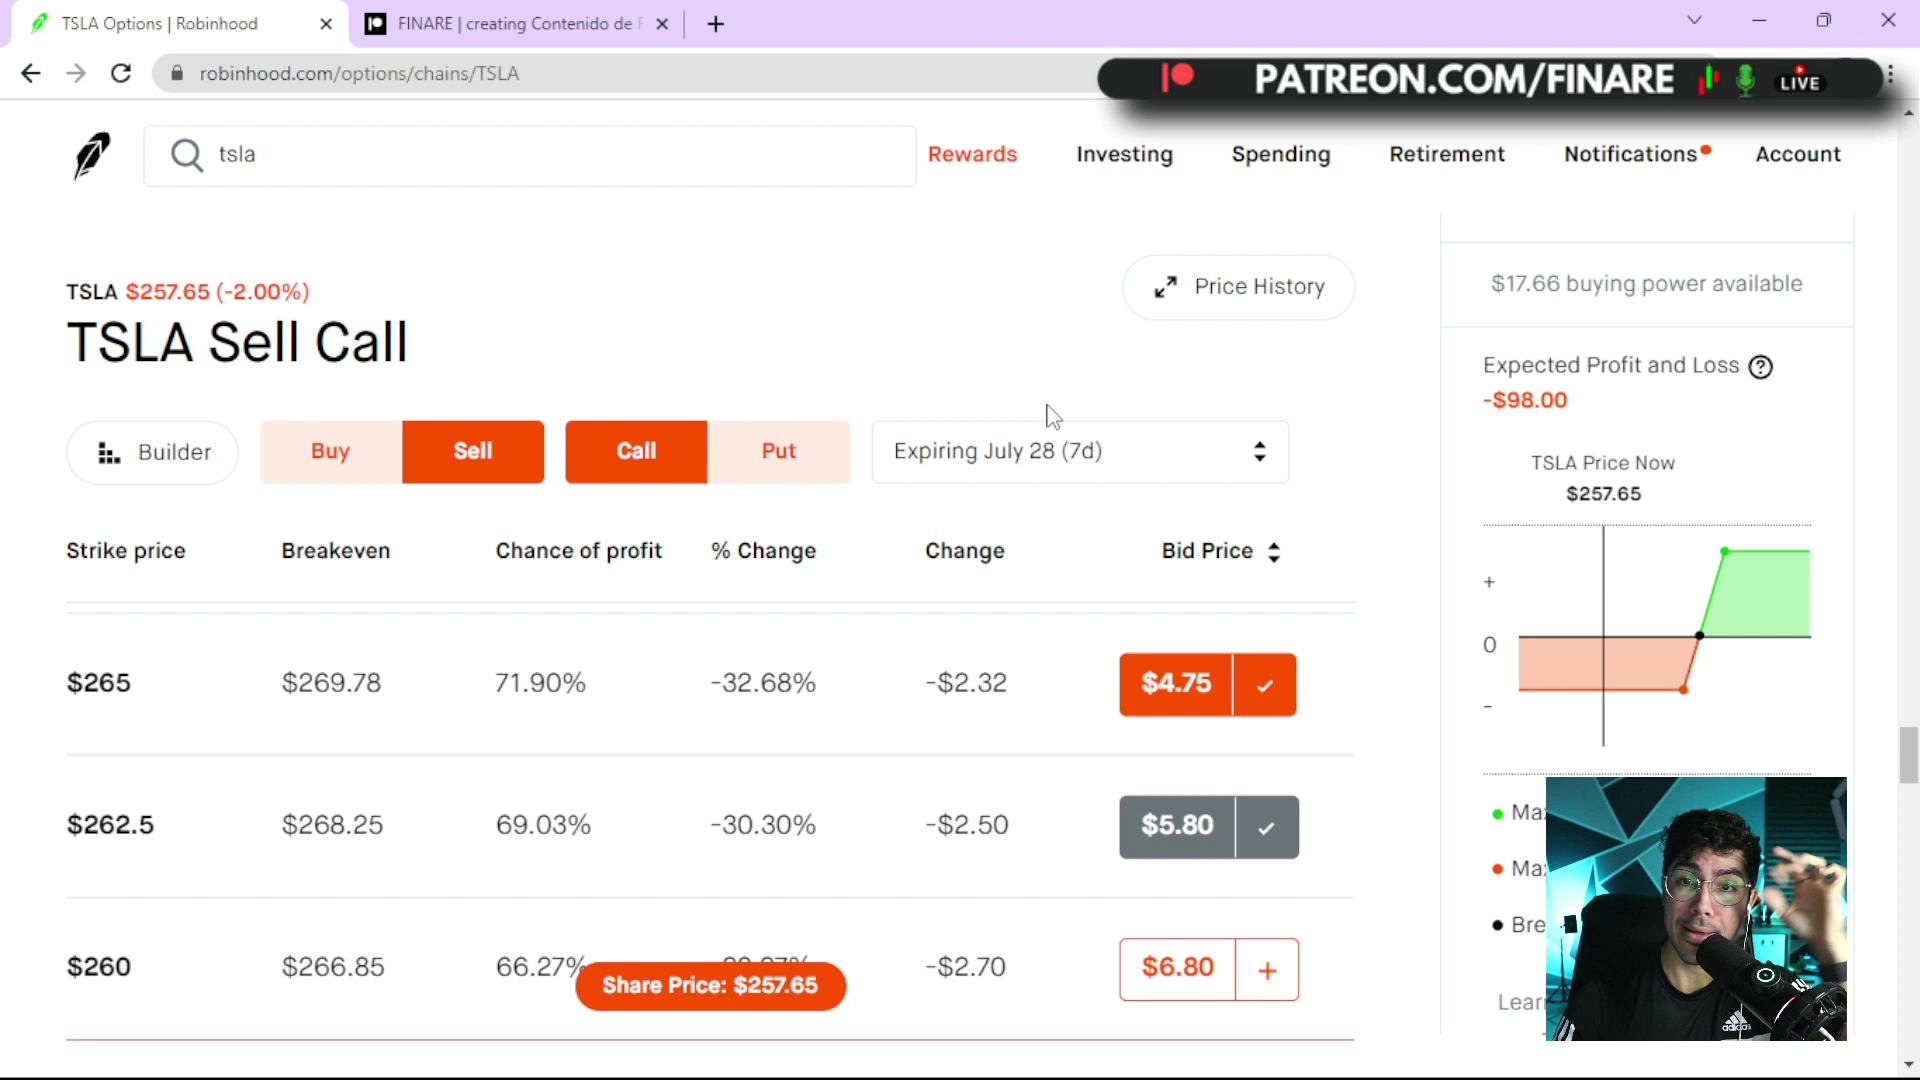 TSLA Options | Robinhood
FINARE | creating Contenido de F
robinhood.com/options/chains/TSLA
PATREON.COM/FINARE
LIVE
tsla
Rewards
Investing
Spending
Retirement
Notifications
Account
TSLA $257.65 (-2.00%)
TSLA Sell Call
Price History
Builder
Buy
Sell
Call
Put
Expiring July 28 (7d)
Strike price Breakeven Chance of profit % Change Change Bid Price
$265 $269.78 71.90% -32.68% -$2.32 $4.75
$262.5 $268.25 69.03% -30.30% -$2.50 $5.80
$260 $266.85 66.27% -$2.70 $6.80
Share Price: $257.65
$17.66 buying power available
Expected Profit and Loss ?
-$98.00
TSLA Price Now
$257.65
+
0
-
Max
Max
Bre
Lear
adidas